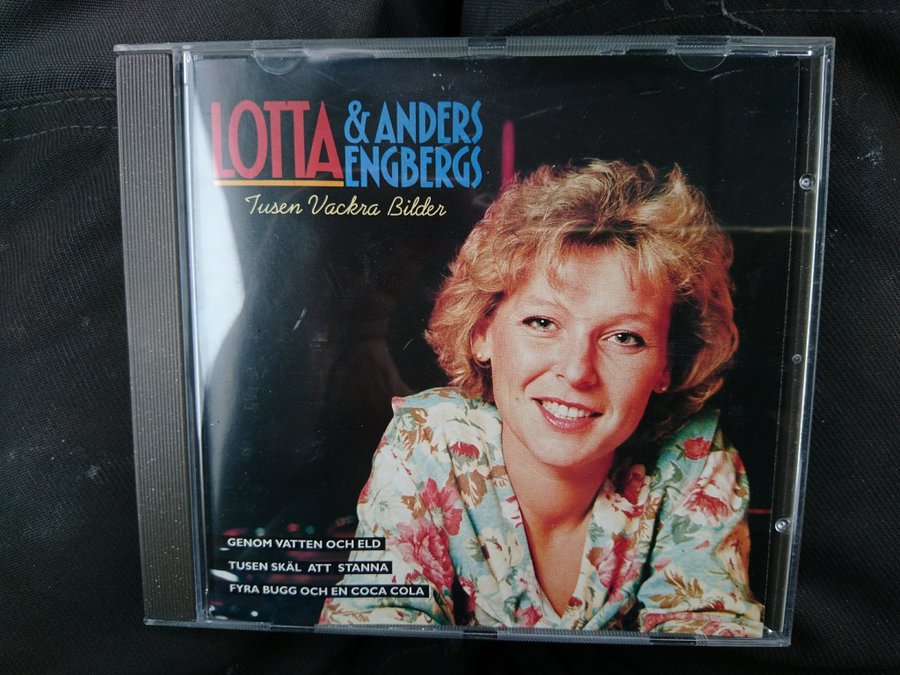 LOTTA & ANDERS ENGBERGS
Tusen Vackra Bilder
GENOM VATTEN OCH ELD
TUSEN SKÄL ATT STANNA
FYRA BUGG OCH EN COCA COLA